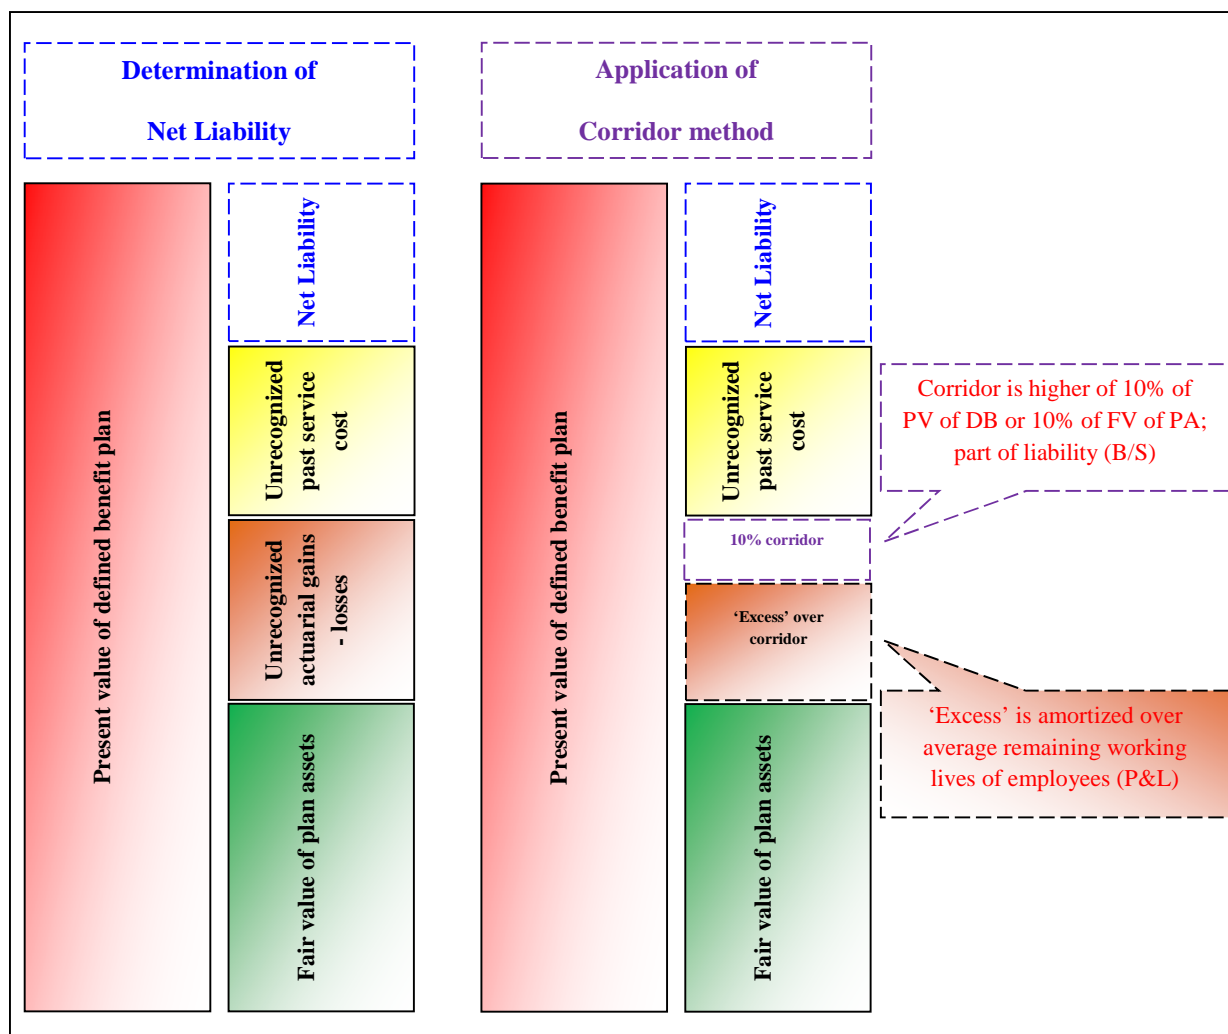 Determination of
Net Liability
Application of
Corridor method
Present value of defined benefit plan
Net Liability
Unrecognized
past service
cost
Unrecognized
actuarial gains
- losses
Fair value of plan assets
Present value of defined benefit plan
Net Liability
Unrecognized
past service
cost
10% corridor
‘Excess’ over
corridor
Fair value of plan assets
Corridor is higher of 10% of
PV of DB or 10% of FV of PA;
part of liability (B/S)
‘Excess’ is amortized over
average remaining working
lives of employees (P&L)